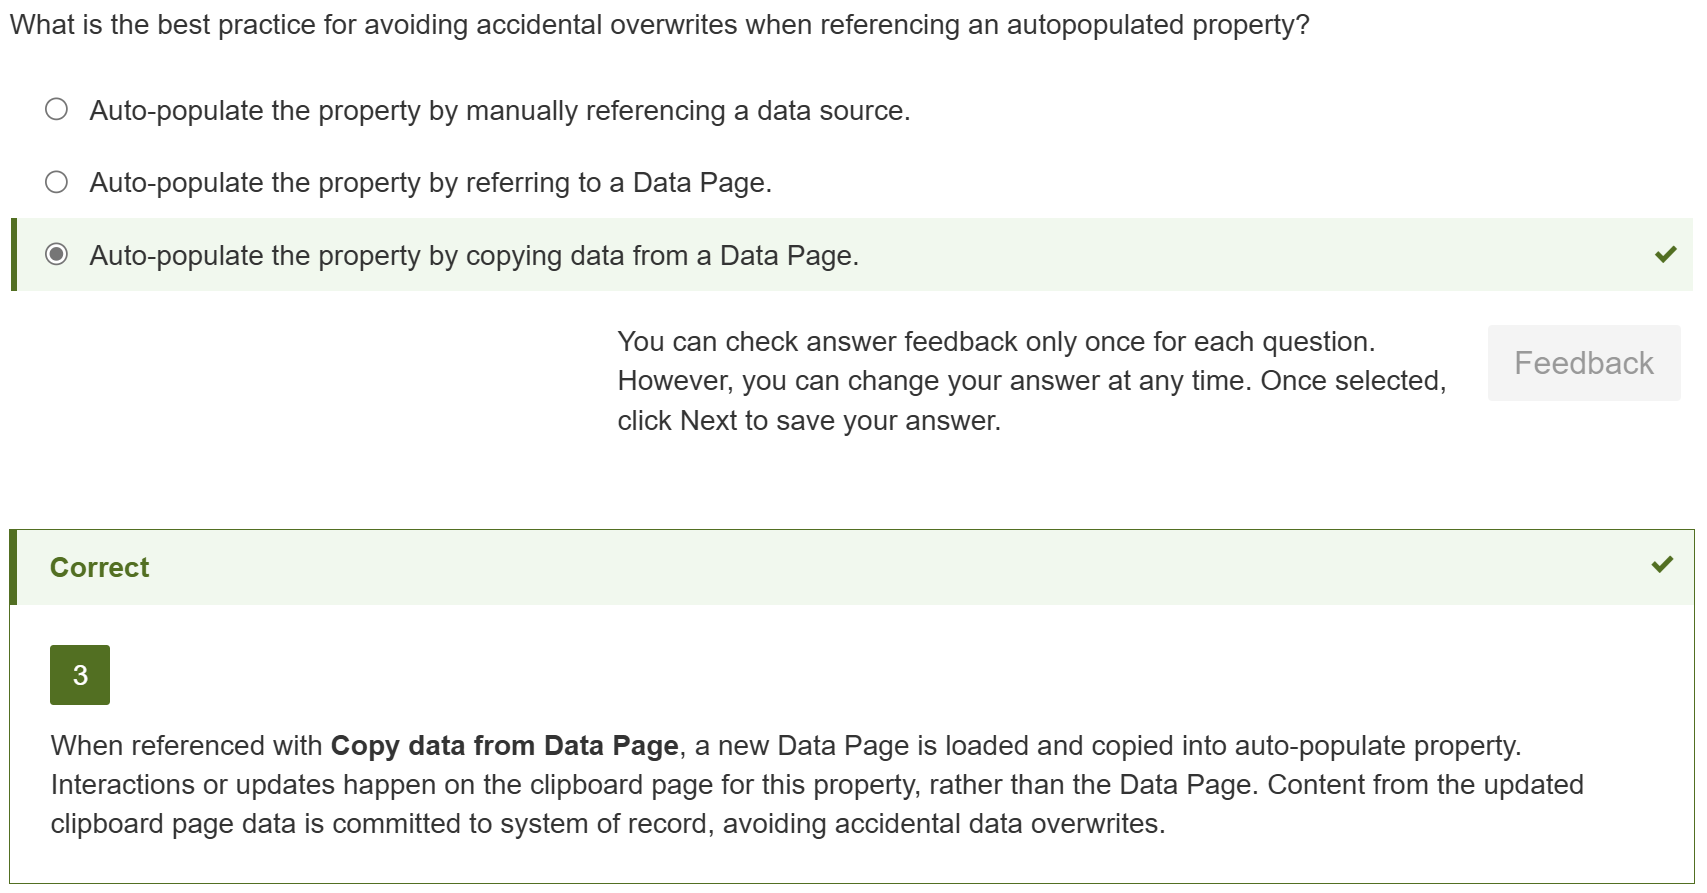 What is the best practice for avoiding accidental overwrites when referencing an autopopulated property?
Auto-populate the property by manually referencing a data source.
Auto-populate the property by referring to a Data Page.
Auto-populate the property by copying data from a Data Page.
You can check answer feedback only once for each question.
However, you can change your answer at any time. Once selected,
click Next to save your answer.
Feedback
Correct
3
When referenced with Copy data from Data Page, a new Data Page is loaded and copied into auto-populate property.
Interactions or updates happen on the clipboard page for this property, rather than the Data Page. Content from the updated
clipboard page data is committed to system of record, avoiding accidental data overwrites.